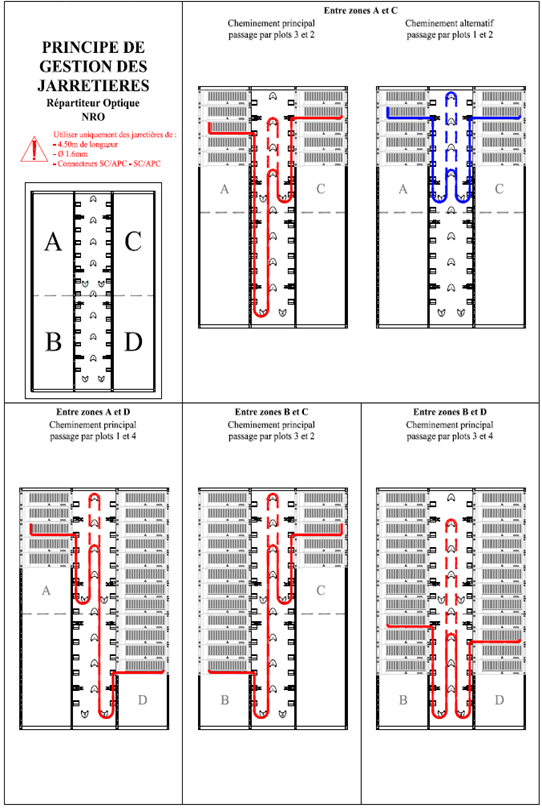 PRINCIPE DE
GESTION DES
JARRETIERES
Répartiteur Optique
NRO
Utiliser uniquement des jarretières de :
- 4.50m de longueur
- Ø 1.6mm
- Connecteurs SC/APC - SC/APC
A
C
B
D
Entre zones A et C
Cheminement principal
passage par plots 3 et 2
Cheminement alternatif
passage par plots 1 et 2
A
C
A
C
Entre zones A et D
Cheminement principal
passage par plots 1 et 4
A
D
Entre zones B et C
Cheminement principal
passage par plots 3 et 2
C
B
Entre zones B et D
Cheminement principal
passage par plots 3 et 4
B
D